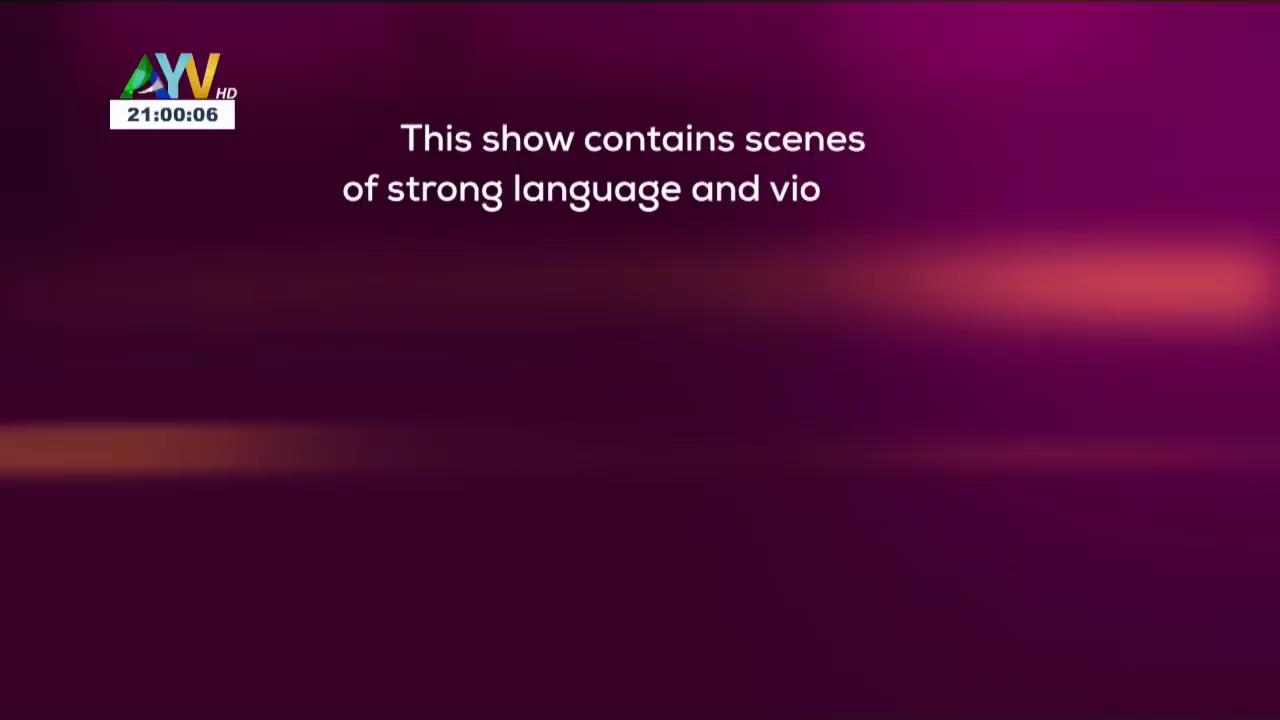 AYV HD
21:00:06
This show contains scenes
of strong language and vio